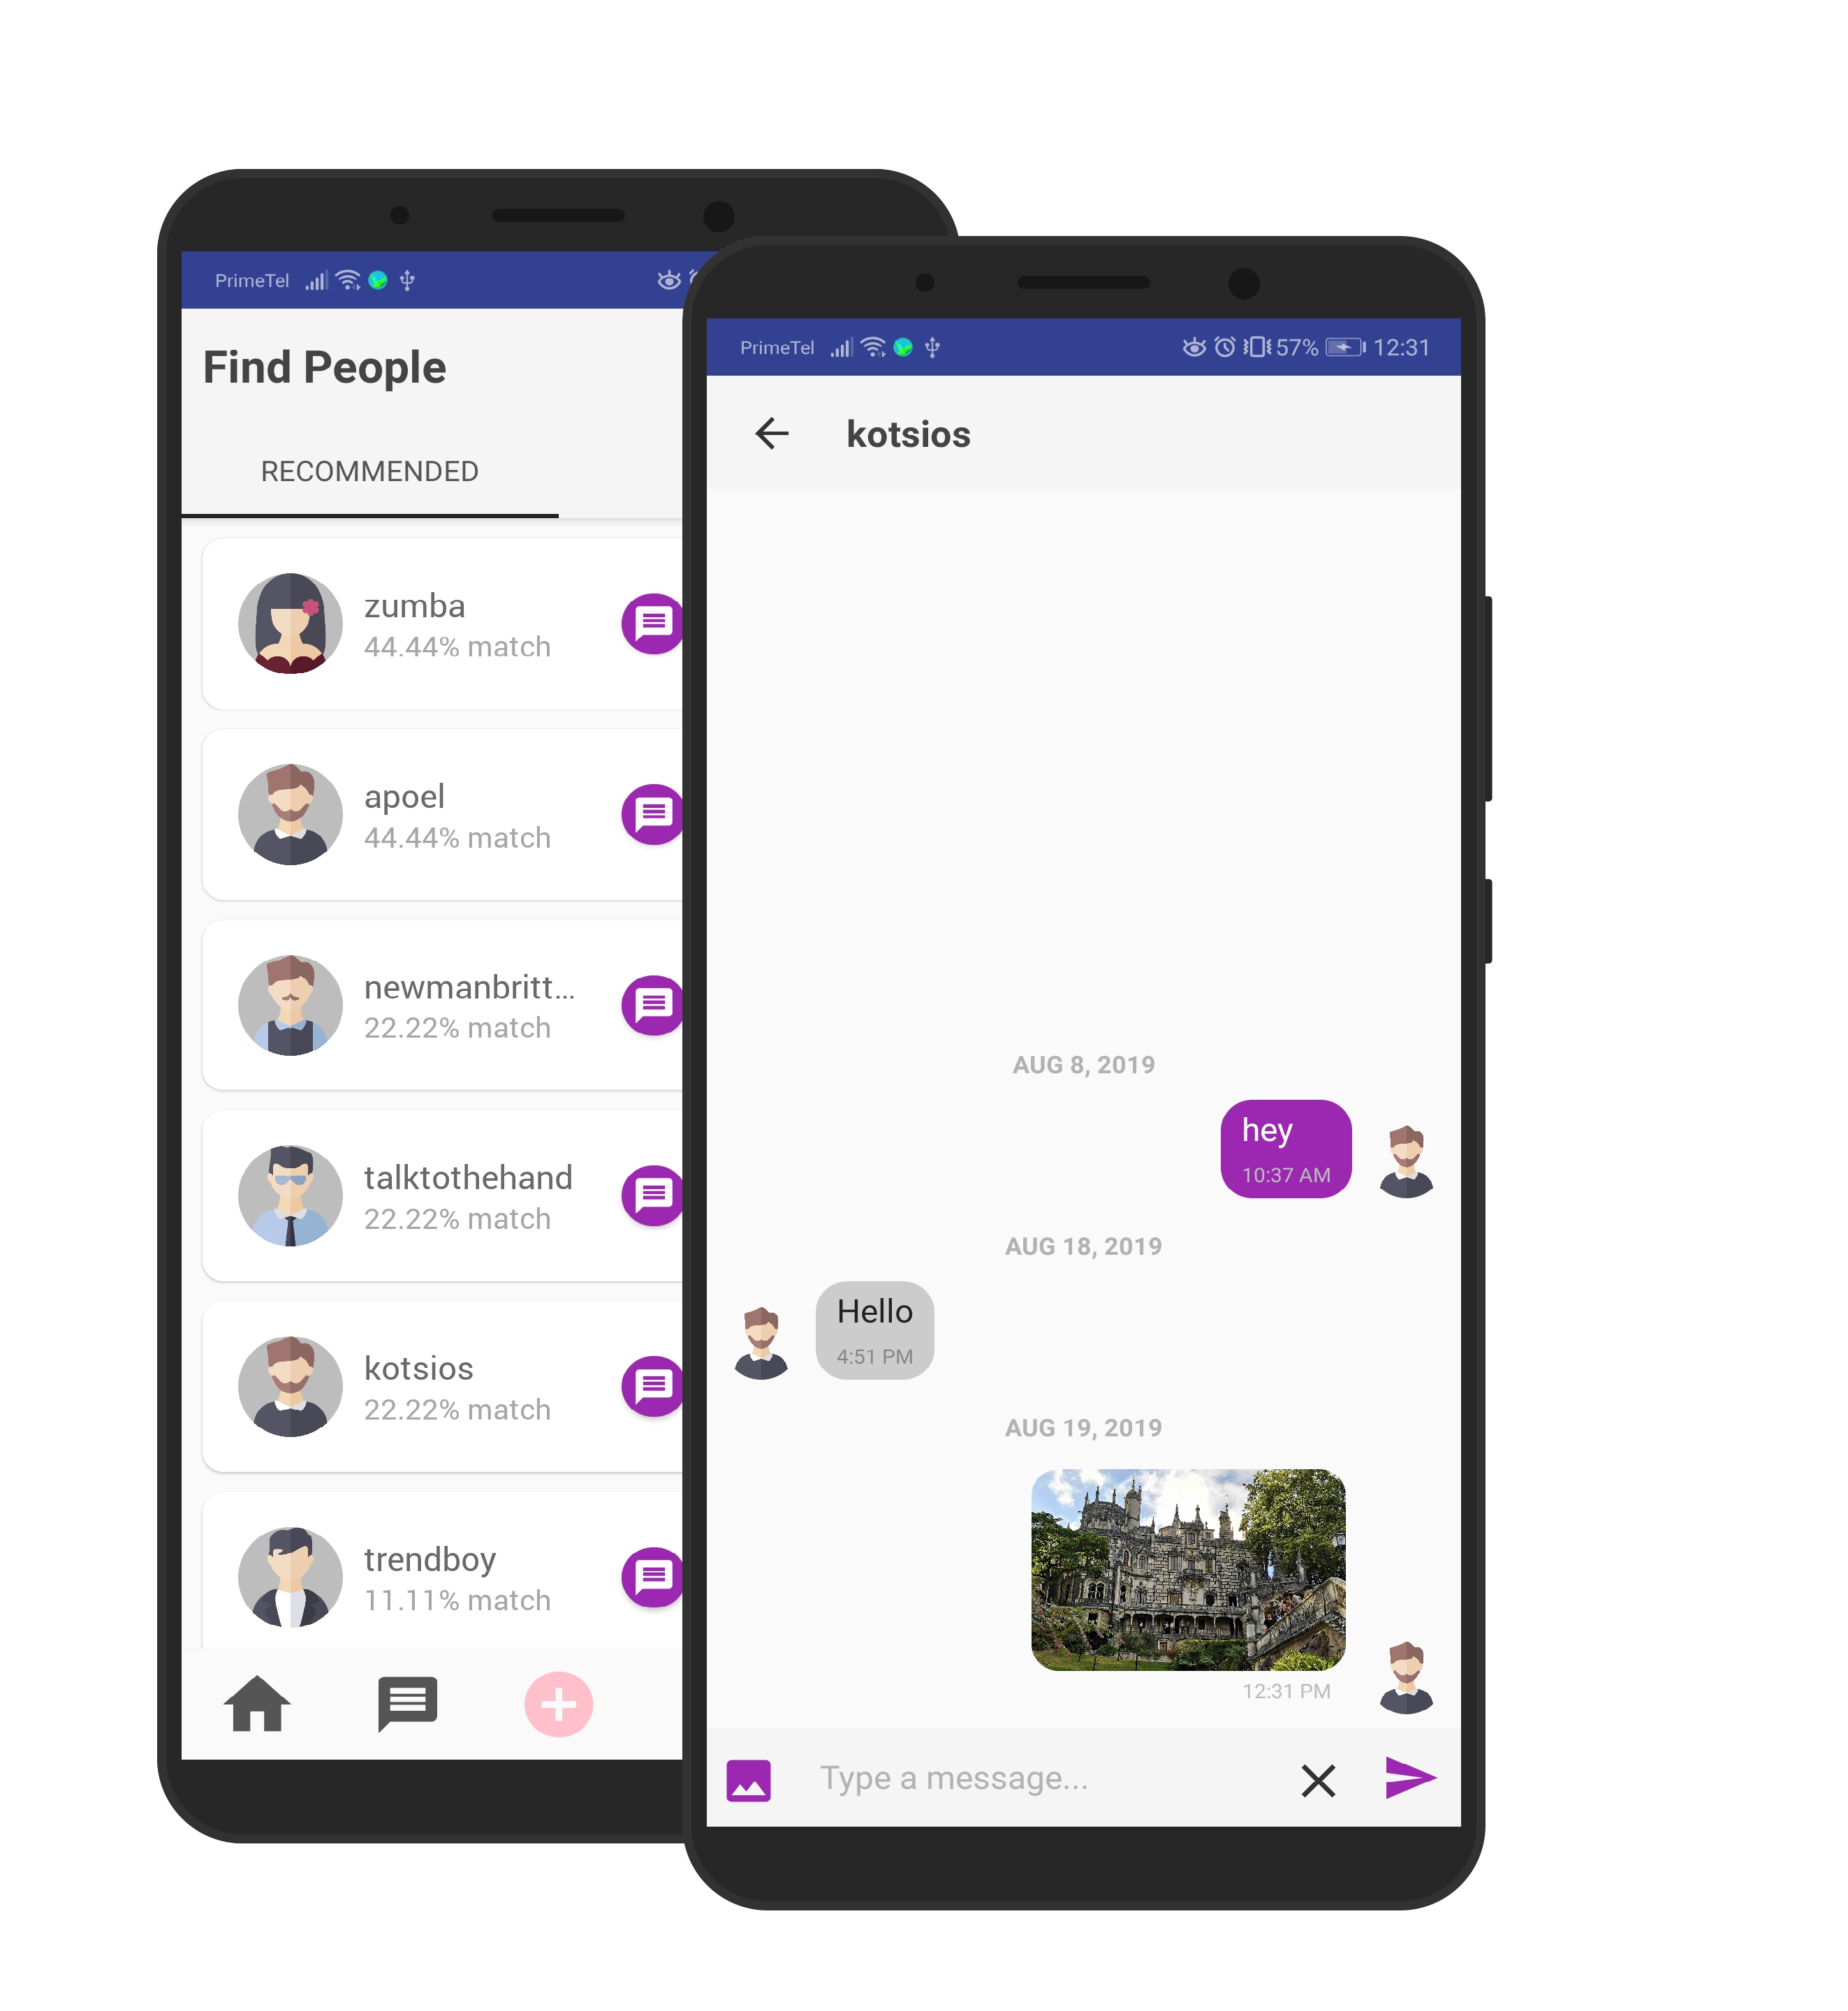 PrimeTel
Find People
RECOMMENDED
zumba
44.44% match
apoel
44.44% match
newmanbritt...
22.22% match
talktothehand
22.22% match
kotsios
22.22% match
trendboy
11.11% match
PrimeTel
57% 12:31
kotsios
AUG 8, 2019
hey
10:37 AM
AUG 18, 2019
Hello
4:51 PM
AUG 19, 2019
12:31 PM
Type a message...